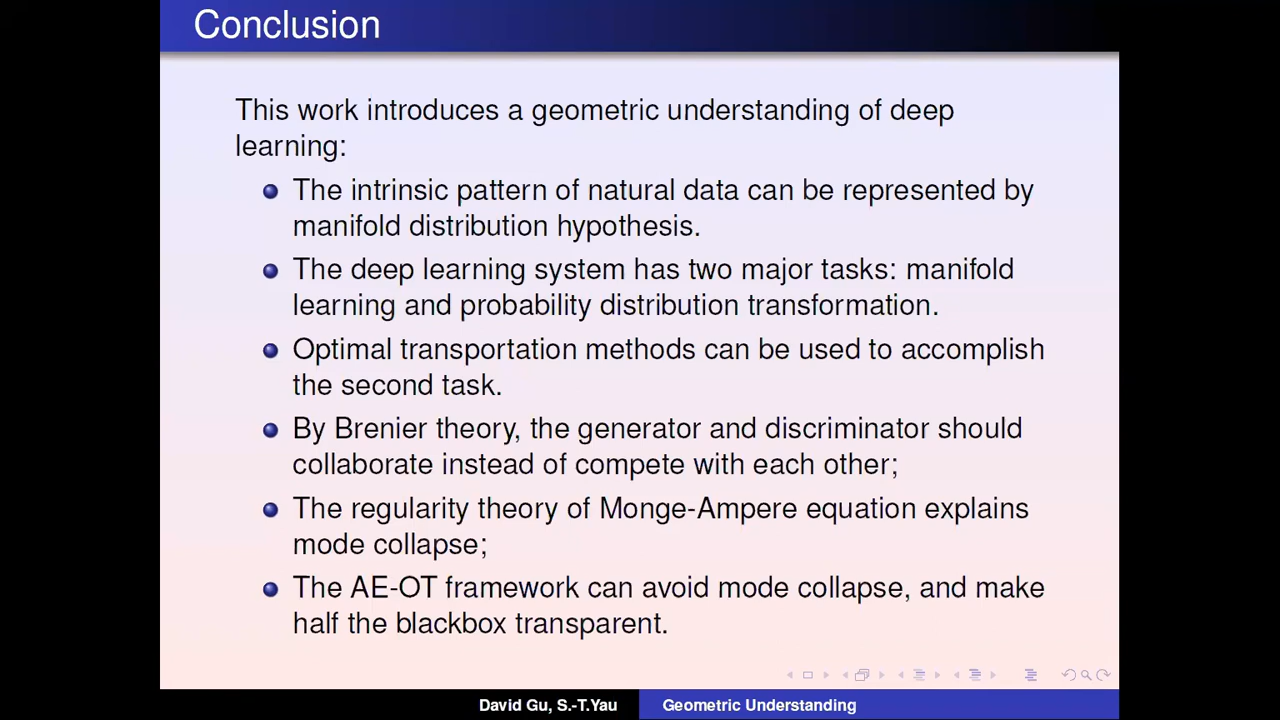 Conclusion
This work introduces a geometric understanding of deep
learning:
The intrinsic pattern of natural data can be represented by
manifold distribution hypothesis.
The deep learning system has two major tasks: manifold
learning and probability distribution transformation.
Optimal transportation methods can be used to accomplish
the second task.
By Brenier theory, the generator and discriminator should
collaborate instead of compete with each other;
The regularity theory of Monge-Ampere equation explains
mode collapse;
The AE-OT framework can avoid mode collapse, and make
half the blackbox transparent.
David Gu, S.-T.Yau
Geometric Understanding